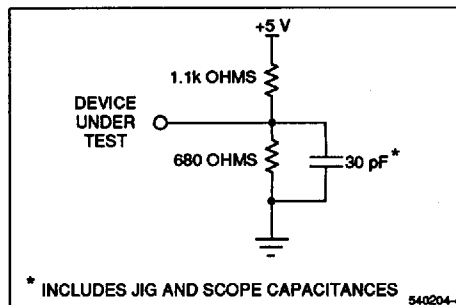 +5 V
1.1k OHMS
DEVICE
UNDER
TEST
680 OHMS
30 pF*
* INCLUDES JIG AND SCOPE CAPACITANCES